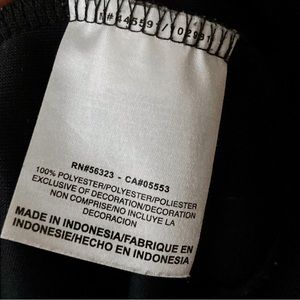 RN#56323 - CA#05553
100% POLYESTER/POLYESTER/POLIESTER
EXCLUSIVE OF DECORATION/DECORATION
NON COMPRISE/NO INCLUYE LA
DECORACION
MADE IN INDONESIA/FABRIQUE EN
INDONESIE/HECHO EN INDONESIA